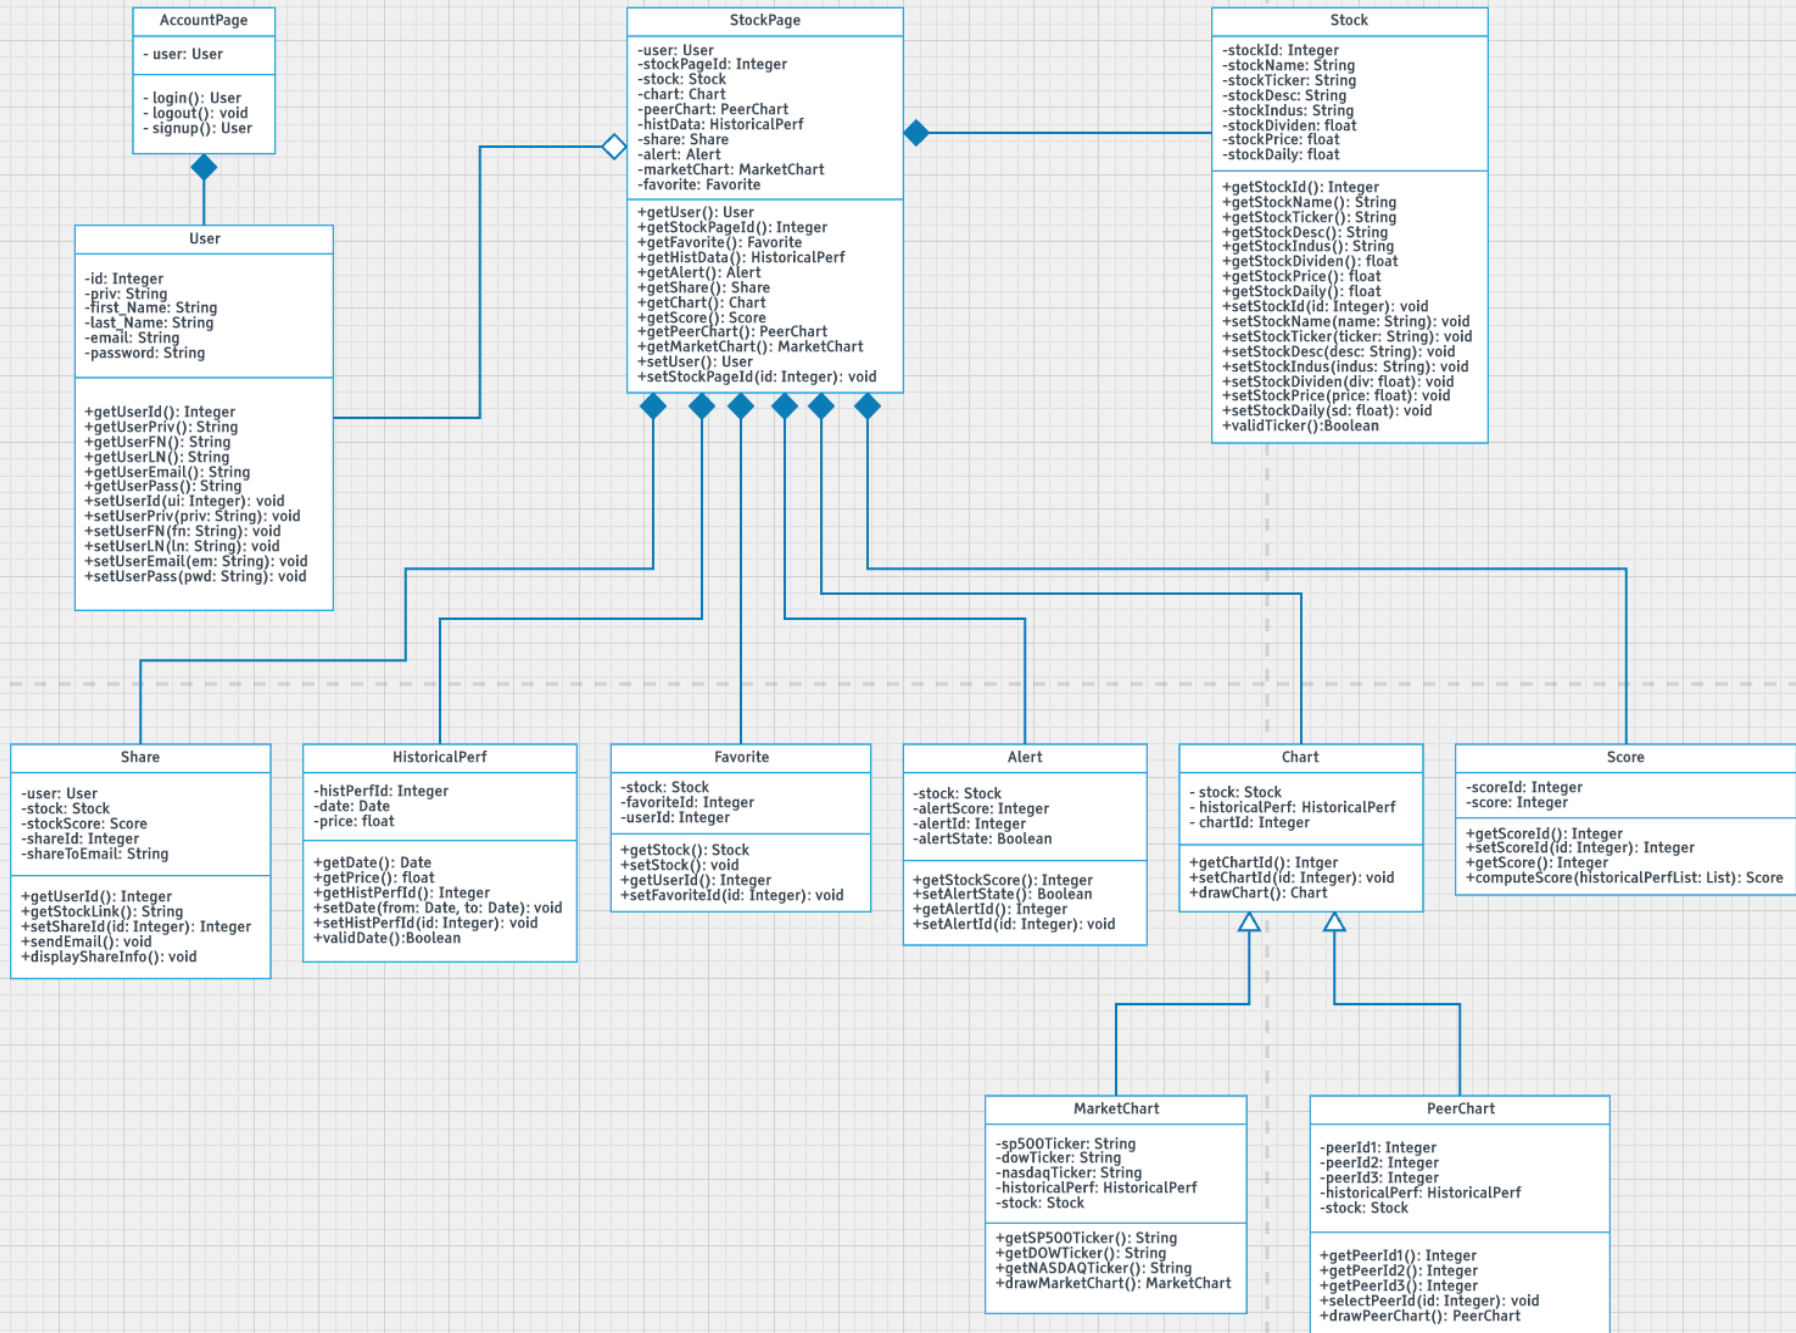 AccountPage
- user: User
- login(): User
- logout(): void
- signup(): User
StockPage
-user: User
-stockPageId: Integer
-stock: Stock
-chart: Chart
-peerChart: PeerChart
-histData: HistoricalPerf
-share: Share
-alert: Alert
-marketChart: MarketChart
-favorite: Favorite
+getUser(): User
+getStockPageId(): Integer
+getFavorite(): Favorite
+getHistData(): HistoricalPerf
+getAlert(): Alert
+getShare(): Share
+getChart(): Chart
+getScore(): Score
+getPeerChart(): PeerChart
+getMarketChart(): MarketChart
+setUser(): User
+setStockPageId(id: Integer): void
Stock
-stockId: Integer
-stockName: String
-stockTicker: String
-stockDesc: String
-stockIndus: String
-stockDividen: float
-stockPrice: float
-stockDaily: float
+getStockId(): Integer
+getStockName(): String
+getStockTicker(): String
+getStockDesc(): String
+getStockIndus(): String
+getStockDividen(): float
+getStockPrice(): float
+getStockDaily(): float
+setStockId(id: Integer): void
+setStockName(name: String): void
+setStockTicker(ticker: String): void
+setStockDesc(desc: String): void
+setStockIndus(indus: String): void
+setStockDividen(div: float): void
+setStockPrice(price: float): void
+setStockDaily(sd: float): void
+validTicker():Boolean
User
-id: Integer
-priv: String
-first_Name: String
-last_Name: String
-email: String
-password: String
+getUserId(): Integer
+getUserPriv(): String
+getUserFN(): String
+getUserLN(): String
+getUserEmail(): String
+getUserPass(): String
+setUserId(ui: Integer): void
+setUserPriv(priv: String): void
+setUserFN(fn: String): void
+setUserLN(ln: String): void
+setUserEmail(em: String): void
+setUserPass(pwd: String): void
Share
-user: User
-stock: Stock
-stockScore: Score
-shareId: Integer
-shareToEmail: String
+getUserId(): Integer
+getStockLink(): String
+setShareId(id: Integer): Integer
+sendEmail(): void
+displayShareInfo(): void
HistoricalPerf
-histPerfId: Integer
-date: Date
-price: float
+getDate(): Date
+getPrice(): float
+getHistPerfId(): Integer
+setDate(from: Date, to: Date): void
+setHistPerfId(id: Integer): void
+validDate():Boolean
Favorite
-stock: Stock
-favoriteId: Integer
-userId: Integer
+getStock(): Stock
+setStock(): void
+getUserId(): Integer
+setFavoriteId(id: Integer): void
Alert
-stock: Stock
-alertScore: Integer
-alertId: Integer
-alertState: Boolean
+getStockScore(): Integer
+setAlertState(): Boolean
+getAlertId(): Integer
+setAlertId(id: Integer): void
Chart
- stock: Stock
- historicalPerf: HistoricalPerf
- chartId: Integer
+getChartId(): Intger
+setChartId(id: Integer): void
+drawChart(): Chart
Score
-scoreId: Integer
-score: Integer
+getScoreId(): Integer
+setScoreId(id: Integer): Integer
+getScore(): Integer
+computeScore(historicalPerfList: List): Score
MarketChart
-sp500Ticker: String
-dowTicker: String
-nasdaqTicker: String
-historicalPerf: HistoricalPerf
-stock: Stock
+getSP500Ticker(): String
+getDOWTicker(): String
+getNASDAQTicker(): String
+drawMarketChart(): MarketChart
PeerChart
-peerId1: Integer
-peerId2: Integer
-peerId3: Integer
-historicalPerf: HistoricalPerf
-stock: Stock
+getPeerId1(): Integer
+getPeerId2(): Integer
+getPeerId3(): Integer
+selectPeerId(id: Integer): void
+drawPeerChart(): PeerChart